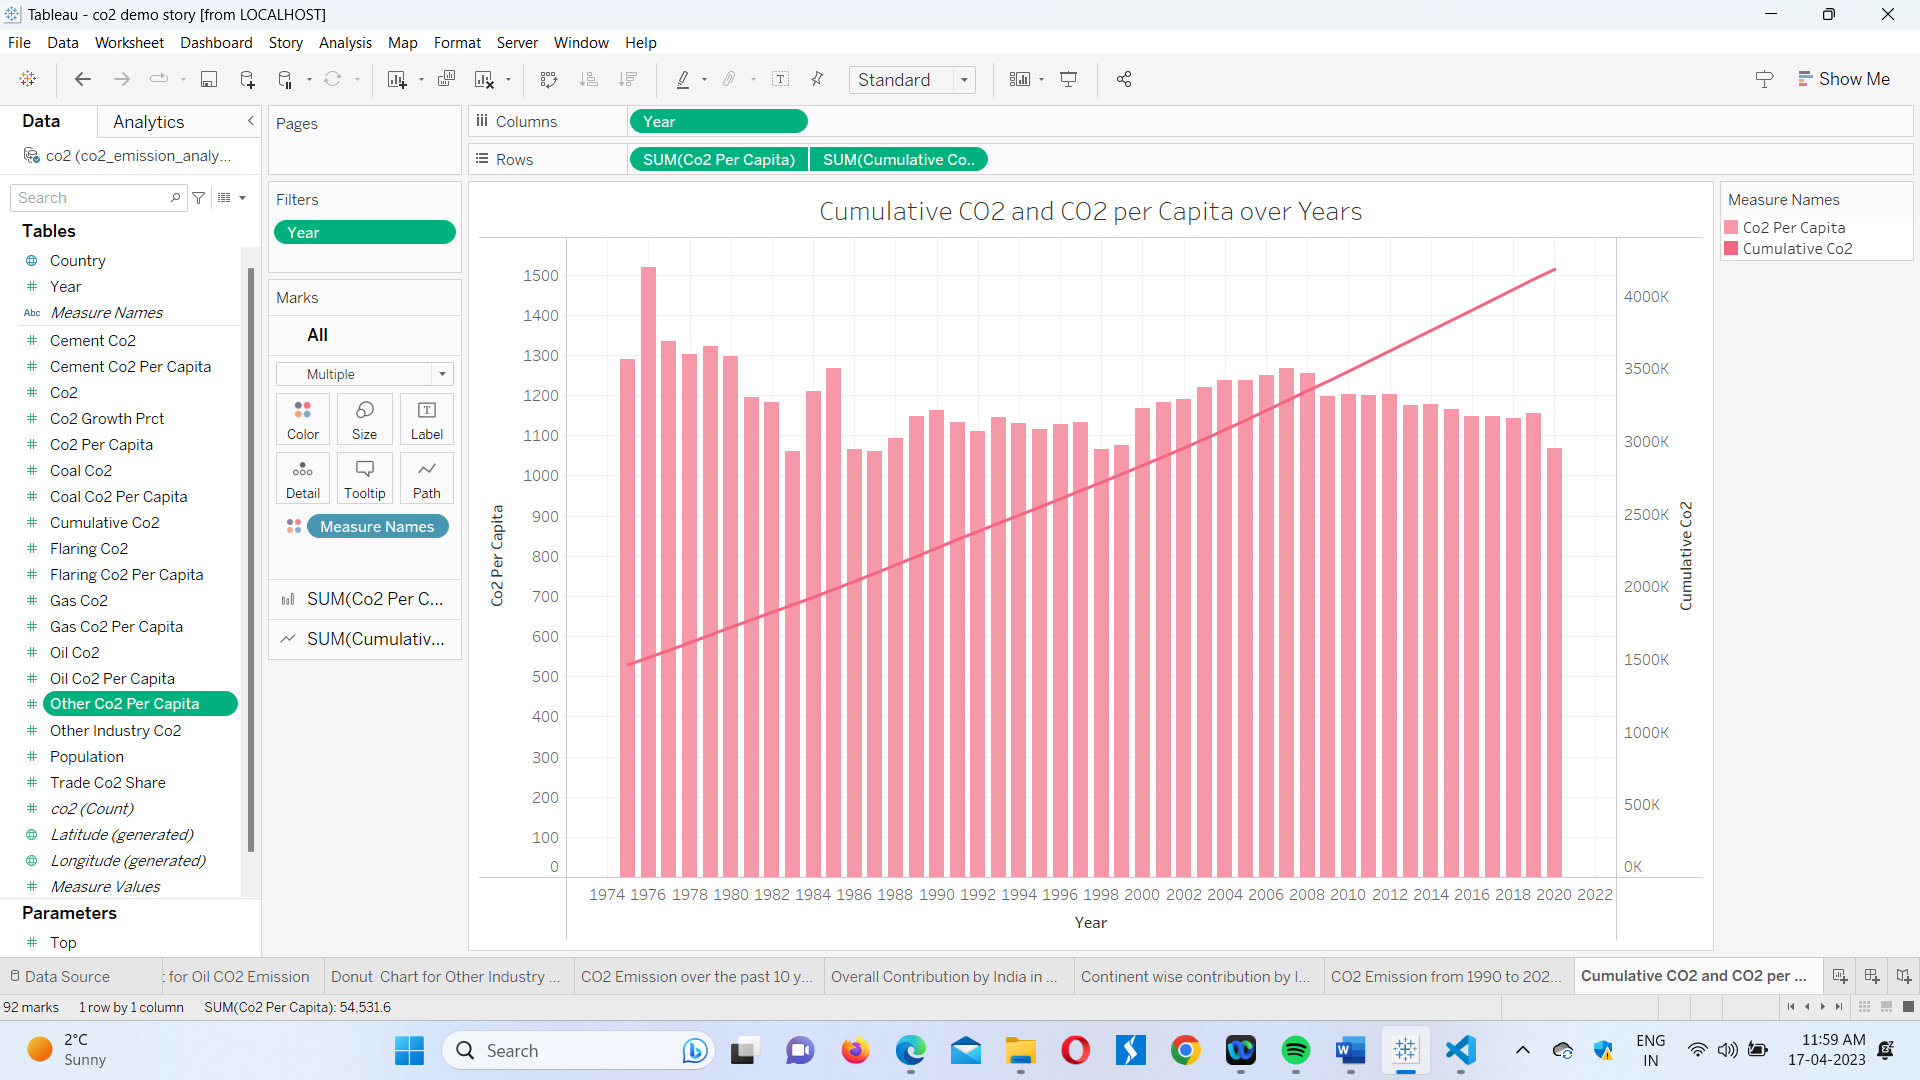 Tableau - co2 demo story [from LOCALHOST]
File Data Worksheet Dashboard Story Analysis Map Format Server Window Help
Standard
Show Me
Data Analytics
co2 (co2_emission_analy...
Search
Tables
Country
Year
Abc Measure Names
Cement Co2
Cement Co2 Per Capita
Co2
Co2 Growth Prct
Co2 Per Capita
Coal Co2
Coal Co2 Per Capita
Cumulative Co2
Flaring Co2
Flaring Co2 Per Capita
Gas Co2
Gas Co2 Per Capita
Oil Co2
Oil Co2 Per Capita
Other Co2 Per Capita
Other Industry Co2
Population
Trade Co2 Share
co2 (Count)
Latitude (generated)
Longitude (generated)
Measure Values
Parameters
Top
Pages
Filters
Year
Marks
All
Multiple
Color Size Label
Detail Tooltip Path
Measure Names
SUM(Co2 Per C...
SUM(Cumulativ...
Columns Year
Rows SUM(Co2 Per Capita) SUM(Cumulative Co..
Cumulative CO2 and CO2 per Capita over Years
Co2 Per Capita
1500
1400
1300
1200
1100
1000
900
800
700
600
500
400
300
200
100
0
4000K
3500K
3000K
2500K
2000K
1500K
1000K
500K
0K
Cumulative Co2
1974 1976 1978 1980 1982 1984 1986 1988 1990 1992 1994 1996 1998 2000 2002 2004 2006 2008 2010 2012 2014 2016 2018 2020 2022
Year
Measure Names
Co2 Per Capita
Cumulative Co2
Data Source t for Oil CO2 Emission Donut Chart for Other Industry ... CO2 Emission over the past 10 y... Overall Contribution by India in ... Continent wise contribution by I... CO2 Emission from 1990 to 202... Cumulative CO2 and CO2 per ...
92 marks 1 row by 1 column SUM(Co2 Per Capita): 54,531.6
2°C
Sunny
Search
ENG
IN
11:59 AM
17-04-2023